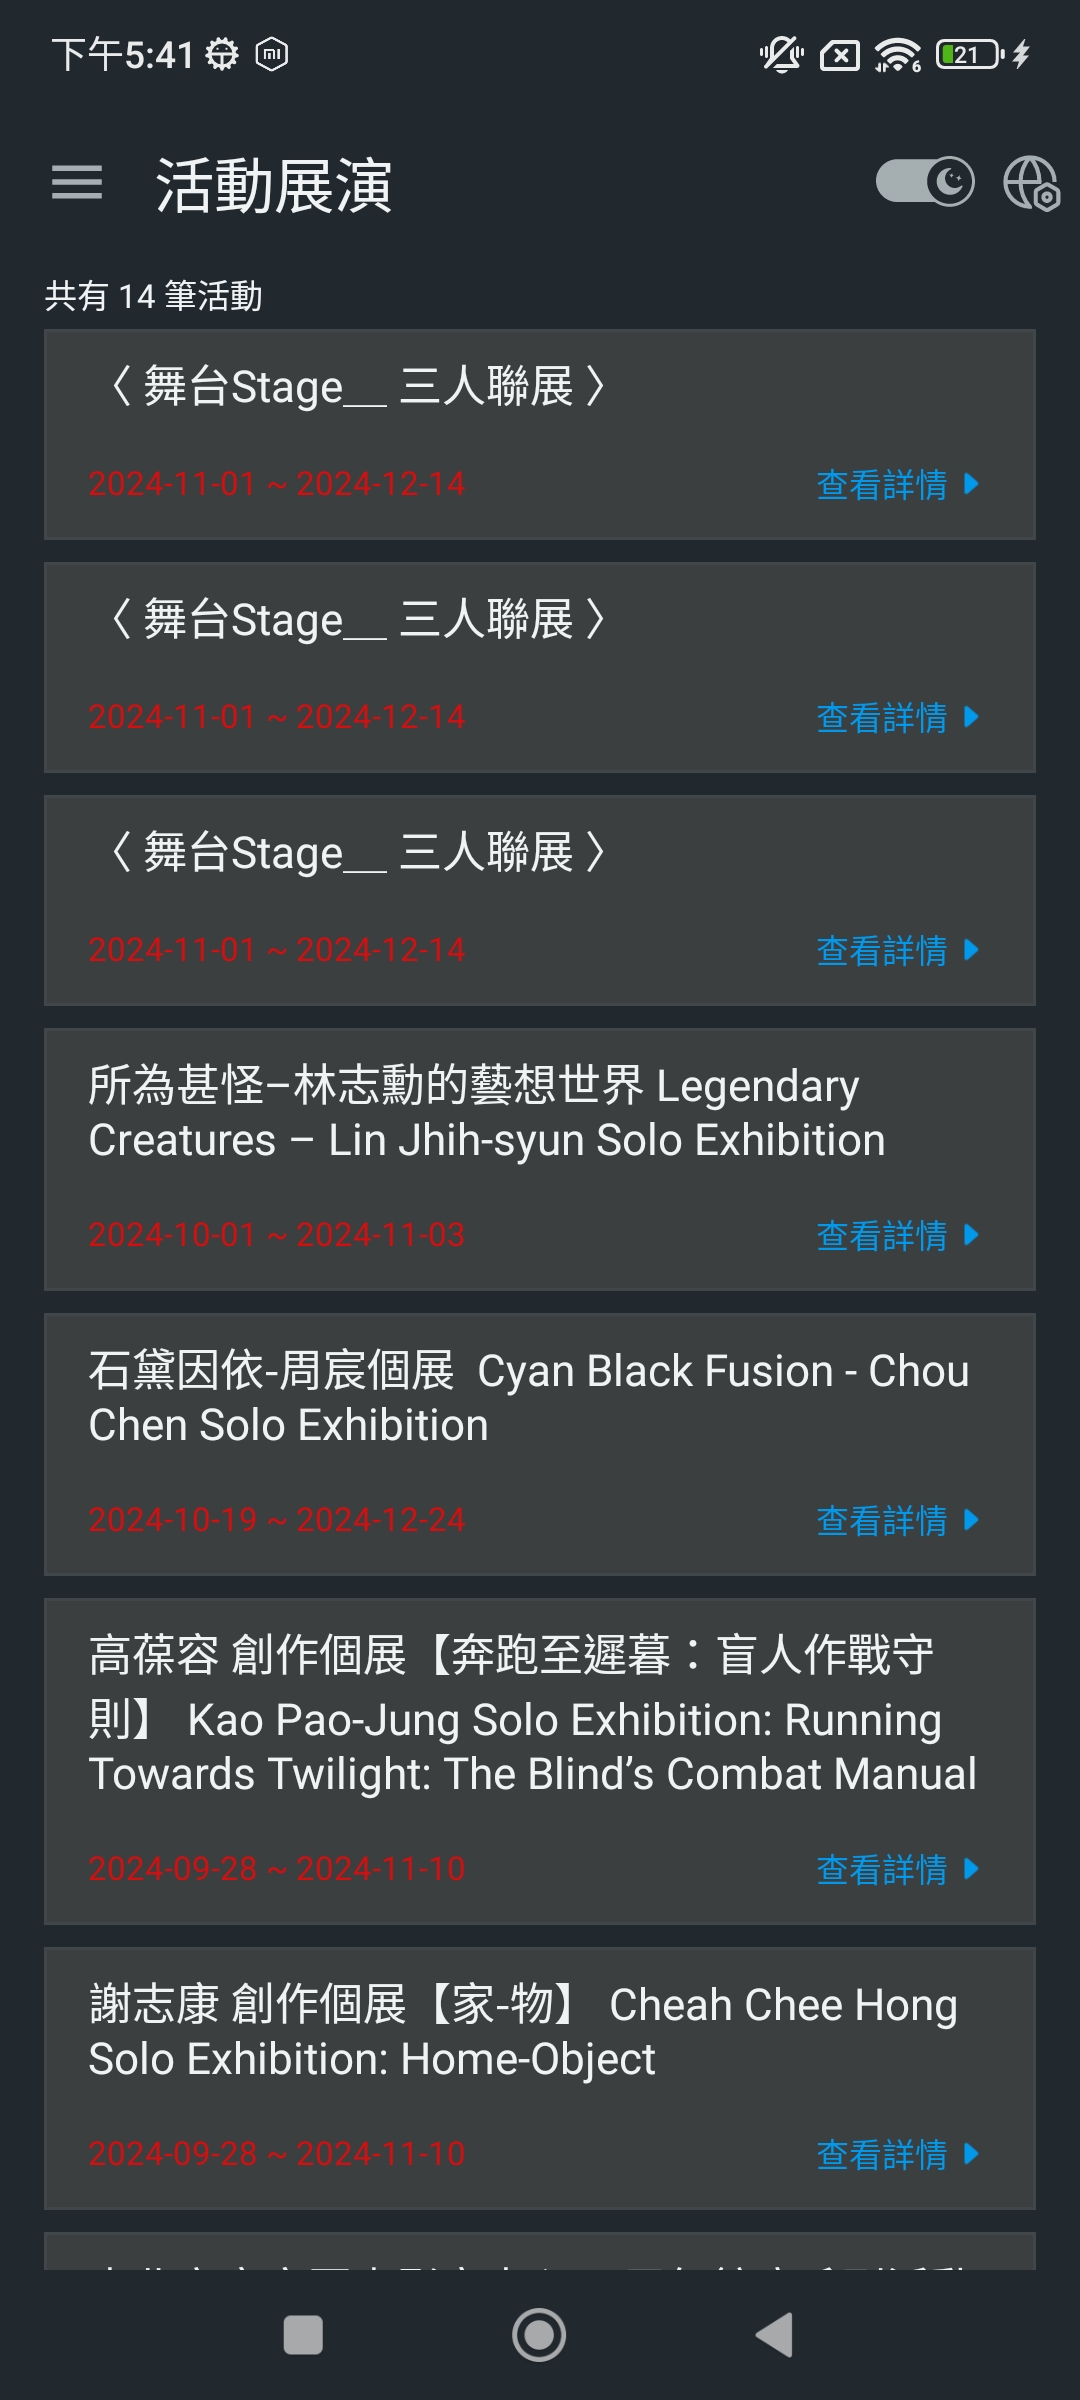 下午5:41
21
活動展演
共有 14 筆活動
〈 舞台Stage__ 三人聯展 〉
2024-11-01 ~ 2024-12-14
查看詳情
〈 舞台Stage__ 三人聯展 〉
2024-11-01 ~ 2024-12-14
查看詳情
〈 舞台Stage__ 三人聯展 〉
2024-11-01 ~ 2024-12-14
查看詳情
所為甚怪–林志勳的藝想世界 Legendary
Creatures – Lin Jhih-syun Solo Exhibition
2024-10-01 ~ 2024-11-03
查看詳情
石黛因依-周宸個展  Cyan Black Fusion - Chou
Chen Solo Exhibition
2024-10-19 ~ 2024-12-24
查看詳情
高葆容 創作個展【奔跑至遲暮：盲人作戰守
則】 Kao Pao-Jung Solo Exhibition: Running
Towards Twilight: The Blind’s Combat Manual
2024-09-28 ~ 2024-11-10
查看詳情
謝志康 創作個展【家-物】 Cheah Chee Hong
Solo Exhibition: Home-Object
2024-09-28 ~ 2024-11-10
查看詳情